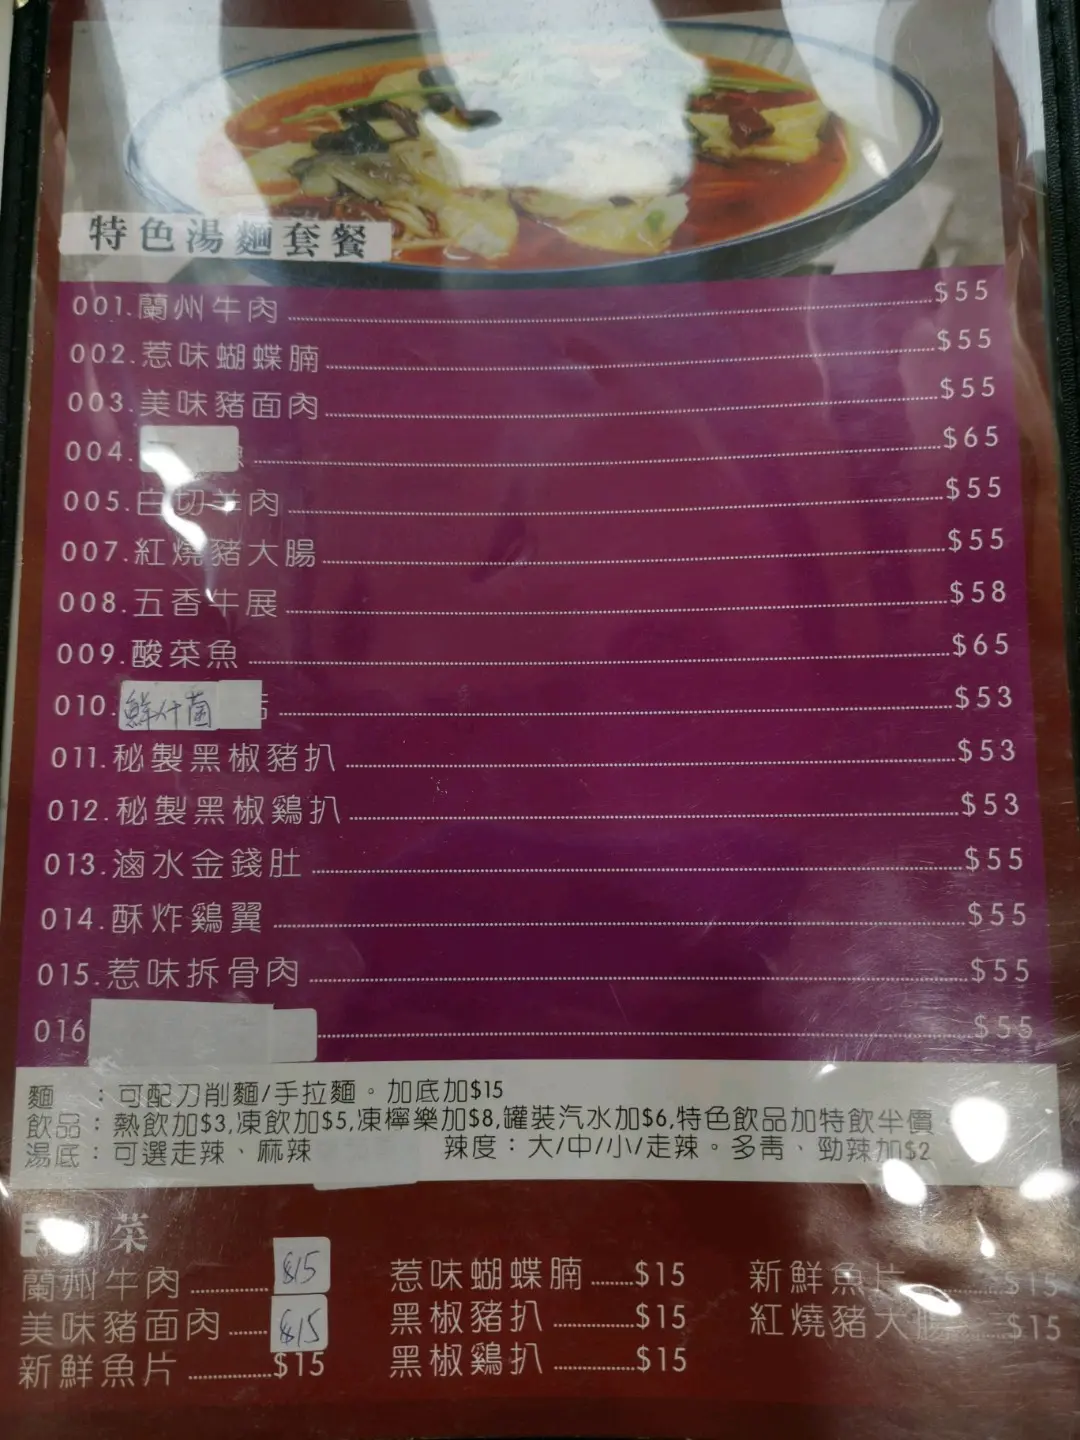 特色湯麵套餐
001.蘭州牛肉 $55
002.惹味蝴蝶腩 $55
003.美味豬面肉 $55
004. $65
005.白切羊肉 $55
007.紅燒豬大腸 $55
008.五香牛展 $58
009.酸菜魚 $65
010.鮮什菌 $53
011.秘製黑椒豬扒 $53
012.秘製黑椒鷄扒 $53
013.滷水金錢肚 $55
014.酥炸鷄翼 $55
015.惹味拆骨肉 $55
016 $55
麵 : 可配刀削麵/手拉麵。加底加$15
飲品 : 熱飲加$3,凍飲加$5,凍檸樂加$8,罐裝汽水加$6,特色飲品加特飲半價
湯底 : 可選走辣、麻辣 辣度 : 大/中/小/走辣。多青、勁辣加$2
菜
蘭州牛肉 $15 惹味蝴蝶腩 $15 新鮮魚片 $15
美味豬面肉 $15 黑椒豬扒 $15 紅燒豬大腸 $15
新鮮魚片 $15 黑椒鷄扒 $15